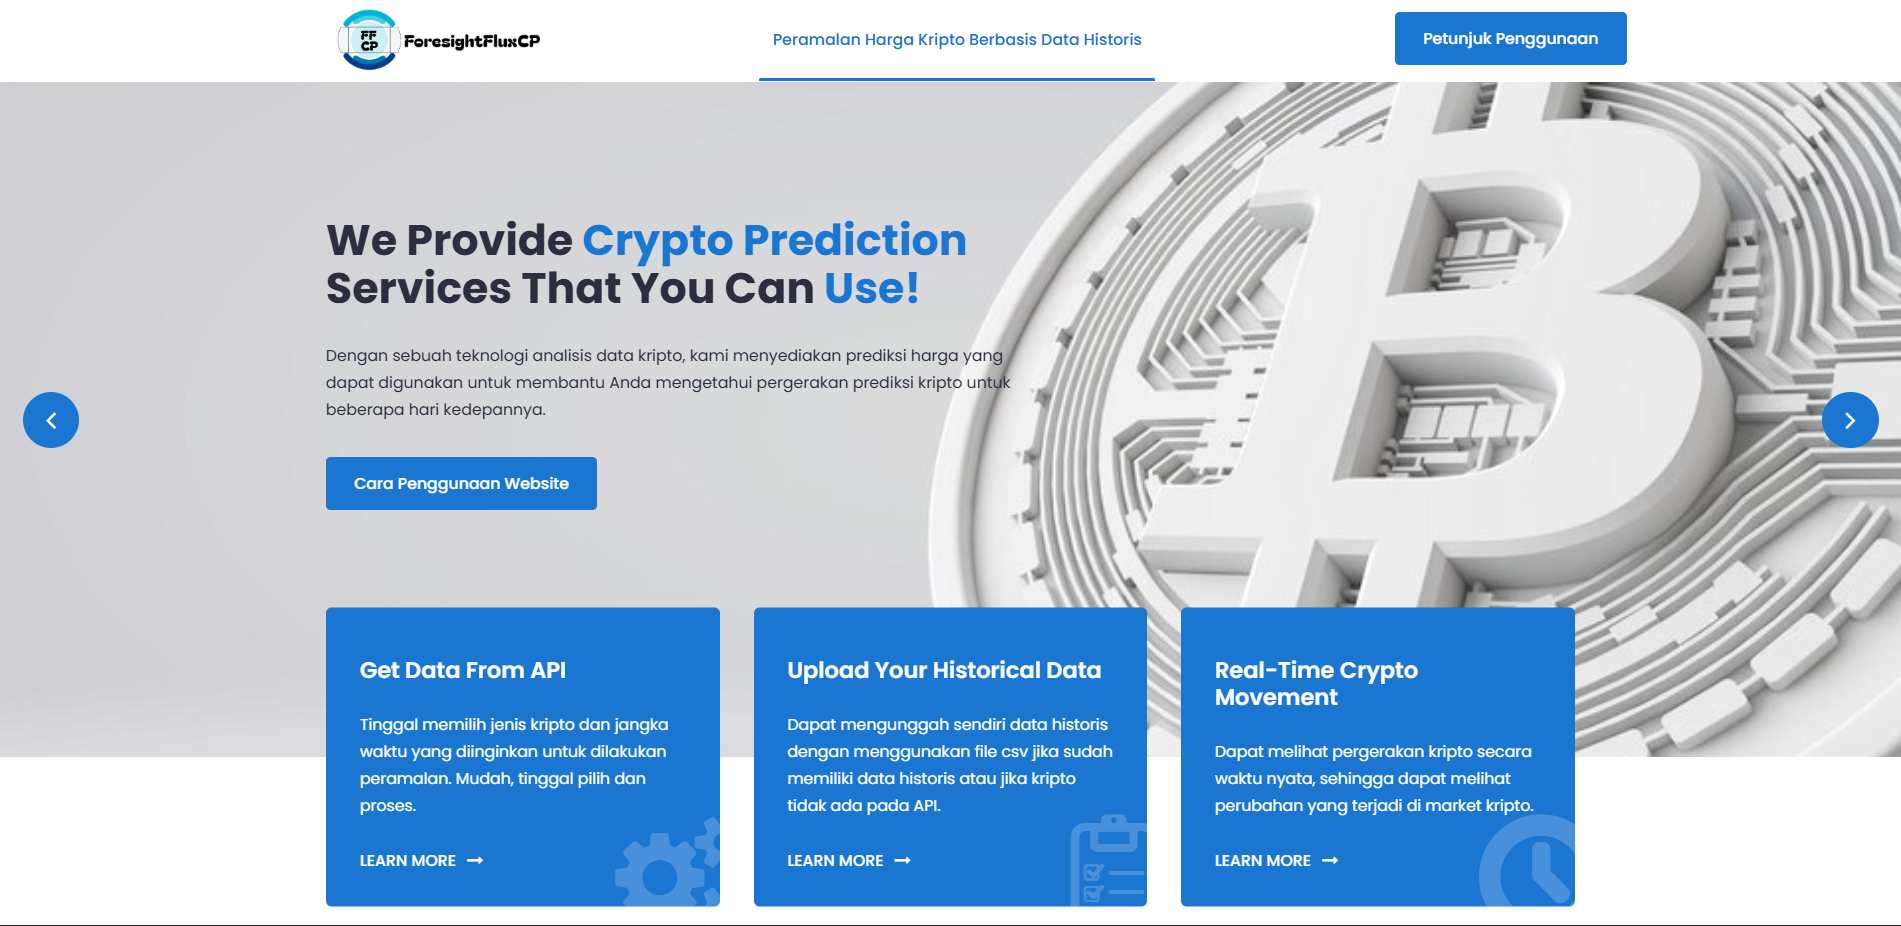 FF
CP
ForesightFluxCP
Peramalan Harga Kripto Berbasis Data Historis
Petunjuk Penggunaan
We Provide Crypto Prediction
Services That You Can Use!
Dengan sebuah teknologi analisis data kripto, kami menyediakan prediksi harga yang
dapat digunakan untuk membantu Anda mengetahui pergerakan prediksi kripto untuk
beberapa hari kedepannya.
Cara Penggunaan Website
Get Data From API
Tinggal memilih jenis kripto dan jangka
waktu yang diinginkan untuk dilakukan
peramalan. Mudah, tinggal pilih dan
proses.
LEARN MORE
Upload Your Historical Data
Dapat mengunggah sendiri data historis
dengan menggunakan file csv jika sudah
memiliki data historis atau jika kripto
tidak ada pada API.
LEARN MORE
Real-Time Crypto
Movement
Dapat melihat pergerakan kripto secara
waktu nyata, sehingga dapat melihat
perubahan yang terjadi di market kripto.
LEARN MORE